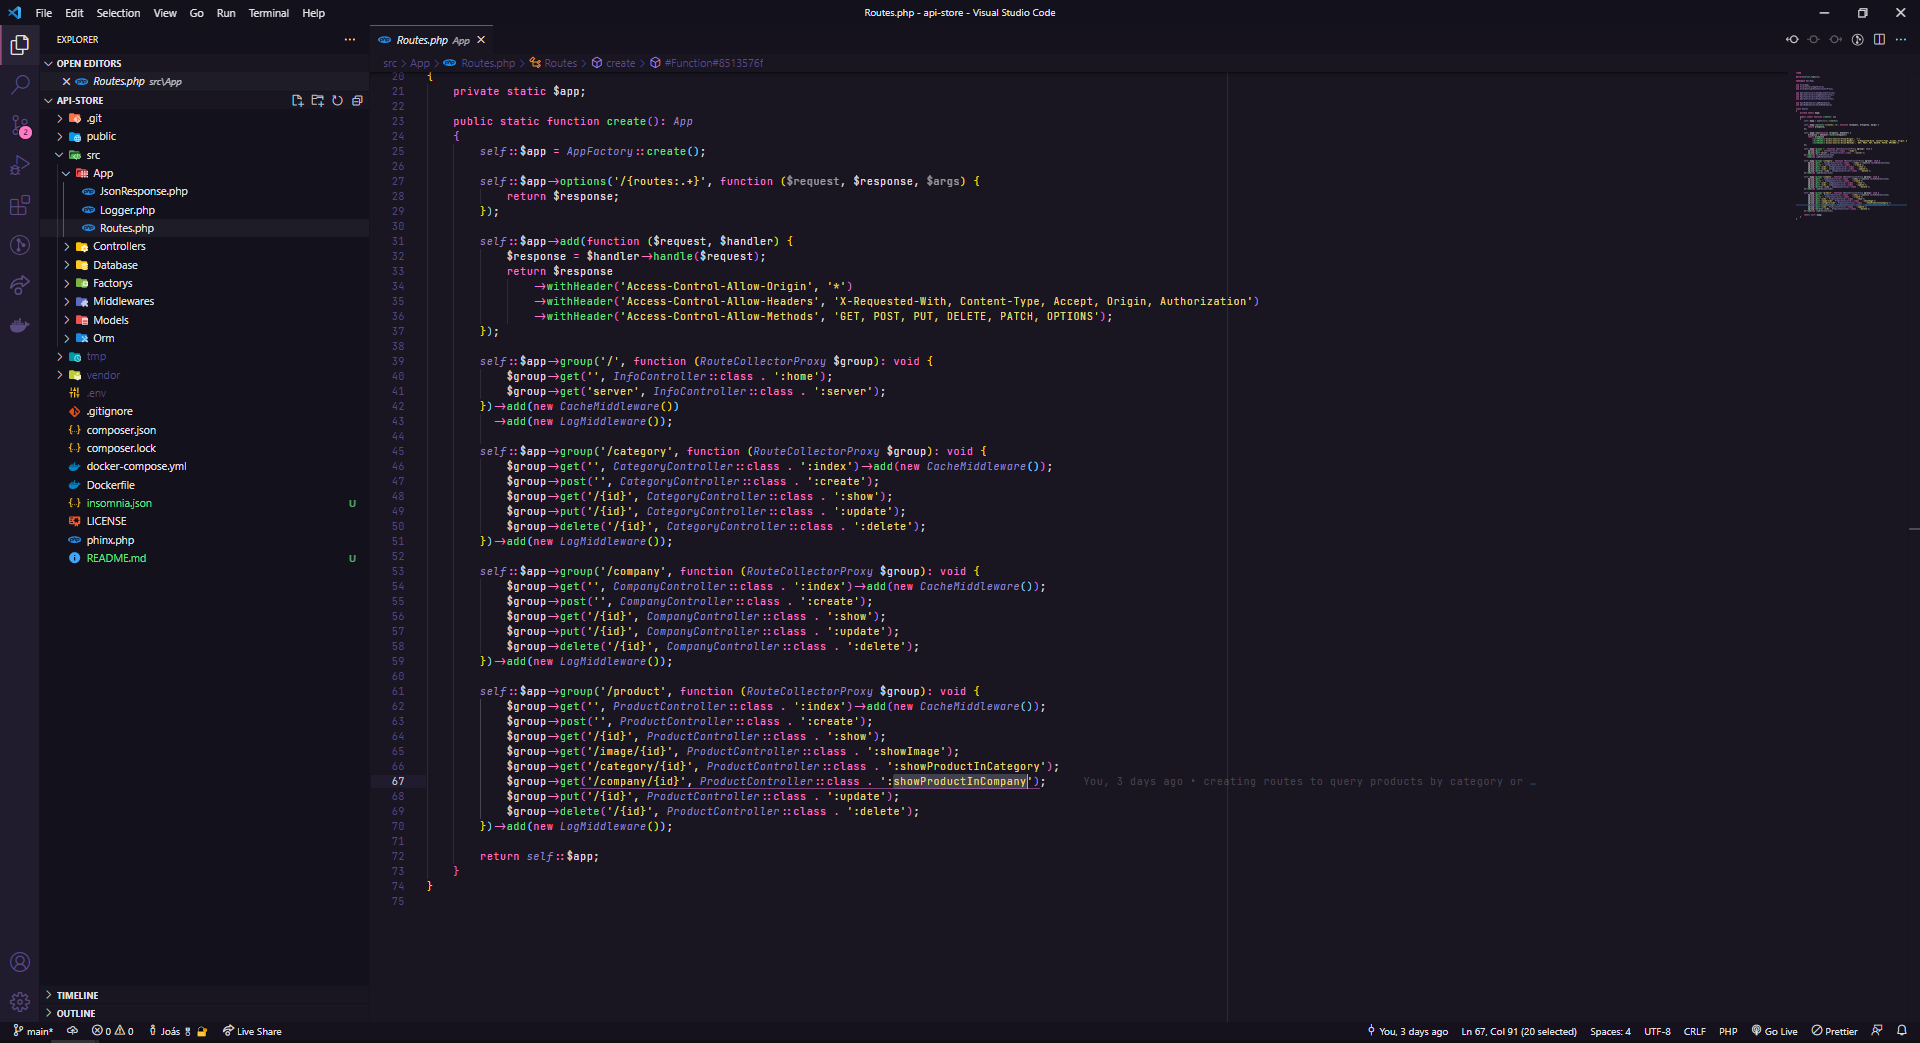 File Edit Selection View Go Run Terminal Help
Routes.php - api-store - Visual Studio Code
EXPLORER
OPEN EDITORS
Routes.php src\App
API-STORE
.git
public
src
App
JsonResponse.php
Logger.php
Routes.php
Controllers
Database
Factorys
Middlewares
Models
Orm
tmp
vendor
.env
.gitignore
composer.json
composer.lock
docker-compose.yml
Dockerfile
insomnia.json U
LICENSE
phinx.php
README.md U
TIMELINE
OUTLINE
2
Routes.php App
src > App > Routes.php > Routes > create > #Function#8513576f
20 {
21 private static $app;
22
23 public static function create(): App
24 {
25 self::$app = AppFactory::create();
26
27 self::$app->options('/{routes:.+}', function ($request, $response, $args) {
28 return $response;
29 });
30
31 self::$app->add(function ($request, $handler) {
32 $response = $handler->handle($request);
33 return $response
34 ->withHeader('Access-Control-Allow-Origin', '*')
35 ->withHeader('Access-Control-Allow-Headers', 'X-Requested-With, Content-Type, Accept, Origin, Authorization')
36 ->withHeader('Access-Control-Allow-Methods', 'GET, POST, PUT, DELETE, PATCH, OPTIONS');
37 });
38
39 self::$app->group('/', function (RouteCollectorProxy $group): void {
40 $group->get('', InfoController::class . ':home');
41 $group->get('server', InfoController::class . ':server');
42 })->add(new CacheMiddleware())
43 ->add(new LogMiddleware());
44
45 self::$app->group('/category', function (RouteCollectorProxy $group): void {
46 $group->get('', CategoryController::class . ':index')->add(new CacheMiddleware());
47 $group->post('', CategoryController::class . ':create');
48 $group->get('/{id}', CategoryController::class . ':show');
49 $group->put('/{id}', CategoryController::class . ':update');
50 $group->delete('/{id}', CategoryController::class . ':delete');
51 })->add(new LogMiddleware());
52
53 self::$app->group('/company', function (RouteCollectorProxy $group): void {
54 $group->get('', CompanyController::class . ':index')->add(new CacheMiddleware());
55 $group->post('', CompanyController::class . ':create');
56 $group->get('/{id}', CompanyController::class . ':show');
57 $group->put('/{id}', CompanyController::class . ':update');
58 $group->delete('/{id}', CompanyController::class . ':delete');
59 })->add(new LogMiddleware());
60
61 self::$app->group('/product', function (RouteCollectorProxy $group): void {
62 $group->get('', ProductController::class . ':index')->add(new CacheMiddleware());
63 $group->post('', ProductController::class . ':create');
64 $group->get('/{id}', ProductController::class . ':show');
65 $group->get('/image/{id}', ProductController::class . ':showImage');
66 $group->get('/category/{id}', ProductController::class . ':showProductInCategory');
67 $group->get('/company/{id}', ProductController::class . ':showProductInCompany'); You, 3 days ago • creating routes to query products by category or …
68 $group->put('/{id}', ProductController::class . ':update');
69 $group->delete('/{id}', ProductController::class . ':delete');
70 })->add(new LogMiddleware());
71
72 return self::$app;
73 }
74 }
75
main* 0 0 Joás Live Share
You, 3 days ago Ln 67, Col 91 (20 selected) Spaces: 4 UTF-8 CRLF PHP Go Live Prettier